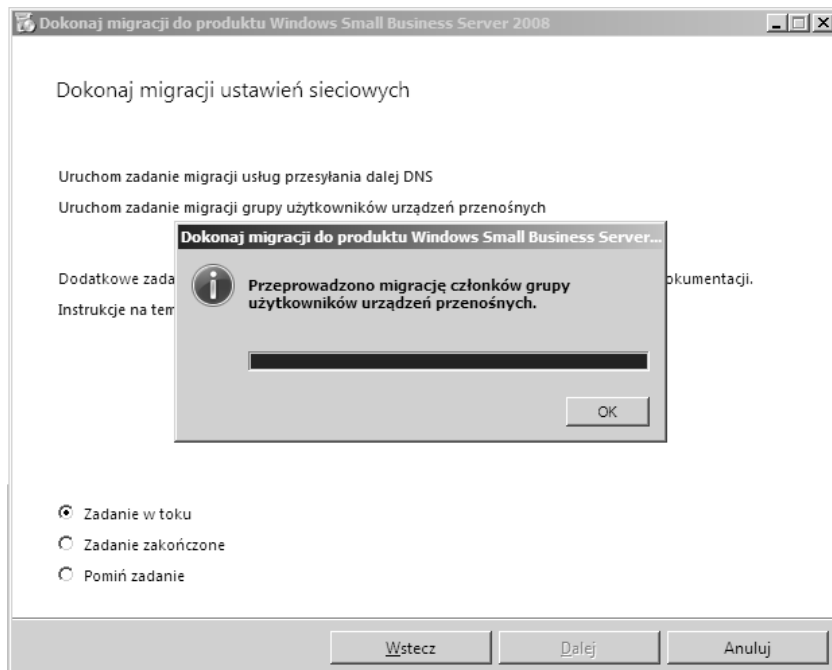 Dokonaj migracji do produktu Windows Small Business Server 2008
Dokonaj migracji ustawień sieciowych
Uruchom zadanie migracji usług przesyłania dalej DNS
Uruchom zadanie migracji grupy użytkowników urządzeń przenośnych
Dokonaj migracji do produktu Windows Small Business Server...
Dodatkowe zada
okumentacji.
Przeprowadzono migrację członków grupy
użytkowników urządzeń przenośnych.
Instrukcje na tem
OK
Zadanie w toku
Zadanie zakończone
Pomiń zadanie
Wstecz
Dalej
Anuluj